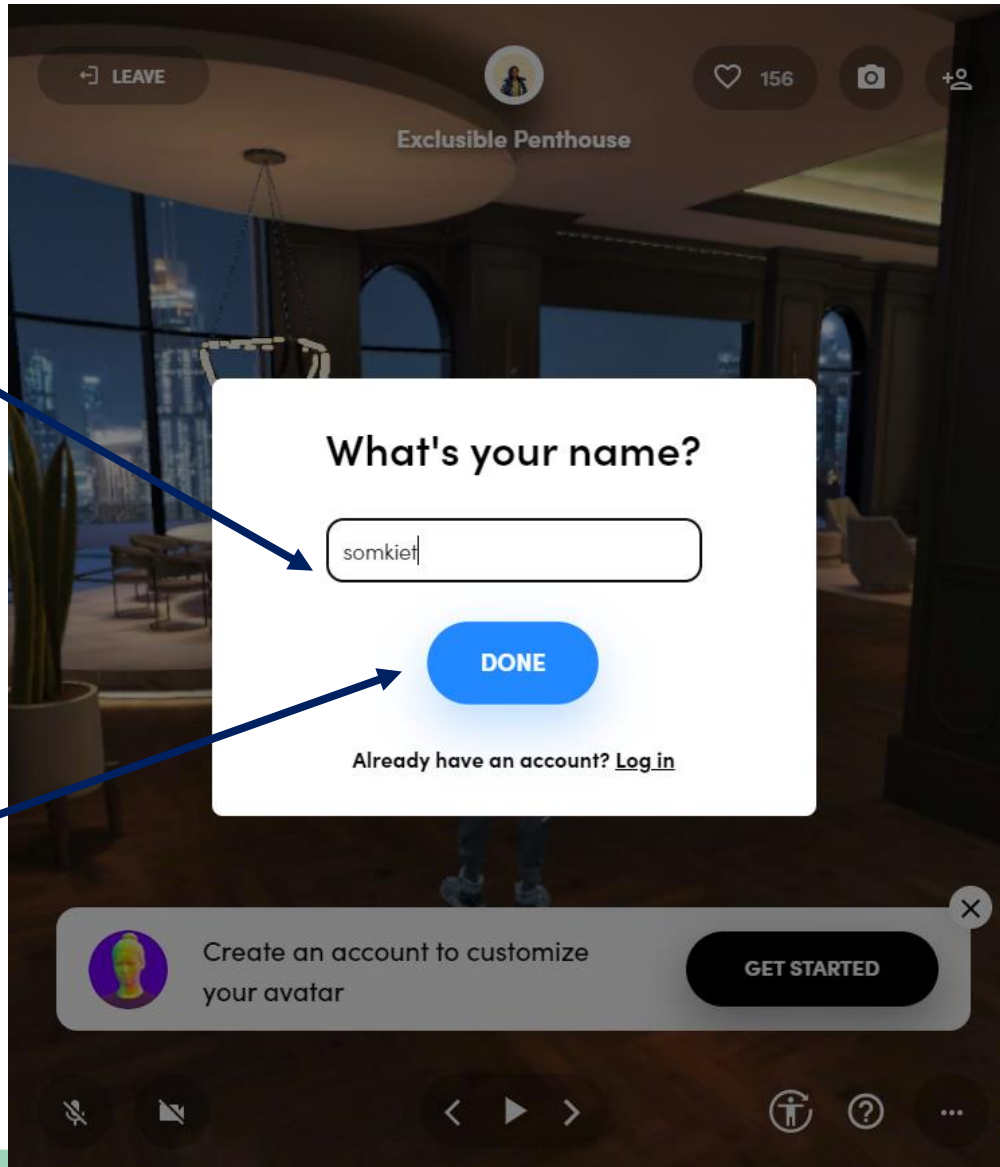 LEAVE
156
Exclusible Penthouse
What's your name?
somkiet
DONE
Already have an account? Log in
Create an account to customize
your avatar
GET STARTED